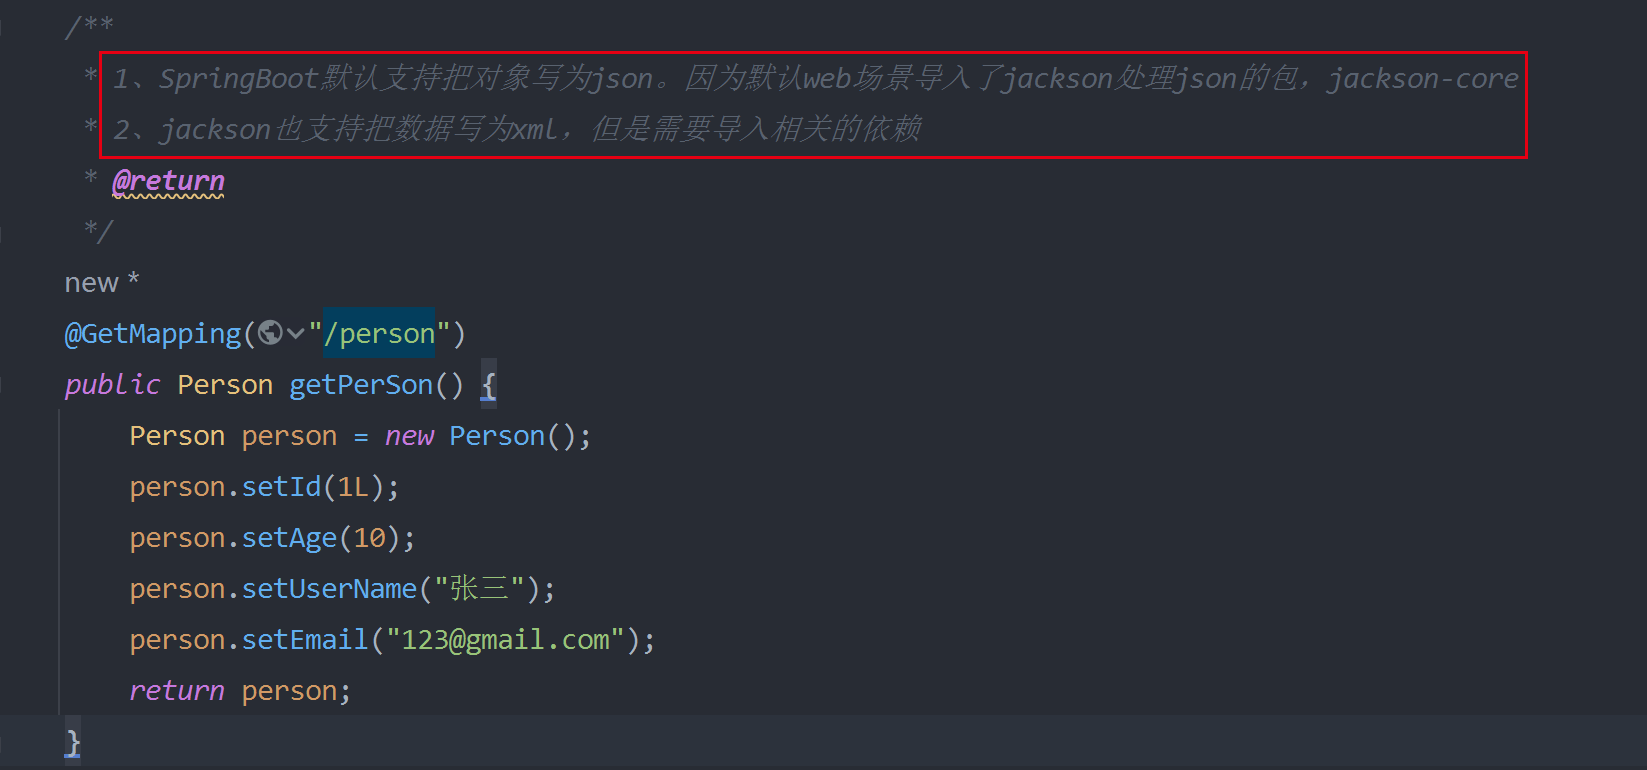 /**
* 1、SpringBoot默认支持把对象写为json。因为默认web场景导入了jackson处理json的包，jackson-core
* 2、jackson也支持把数据写为xml，但是需要导入相关的依赖
* @return
*/
new *
@GetMapping("/person")
public Person getPerSon() {
Person person = new Person();
person.setId(1L);
person.setAge(10);
person.setUserName("张三");
person.setEmail("123@gmail.com");
return person;
}